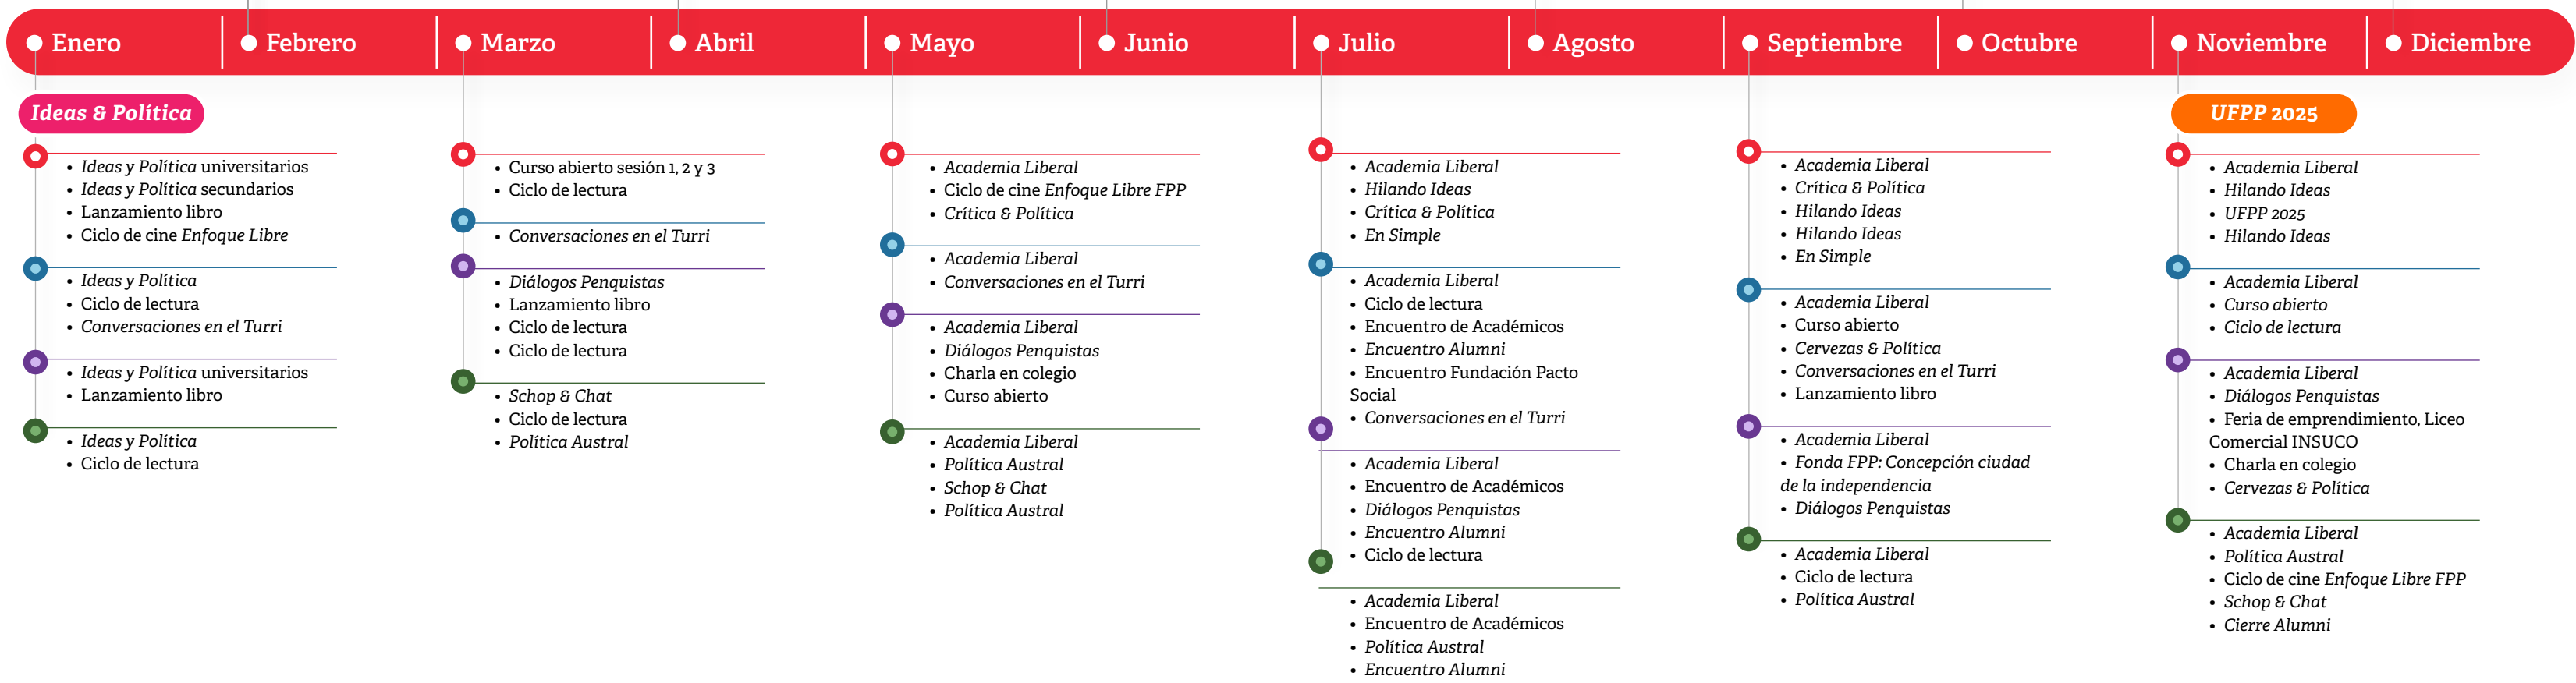 Enero
Febrero
Marzo
Abril
Mayo
Junio
Julio
Agosto
Septiembre
Octubre
Noviembre
Diciembre
Ideas & Política
• Ideas y Política universitarios
• Ideas y Política secundarios
• Lanzamiento libro
• Ciclo de cine Enfoque Libre
• Ideas y Política
• Ciclo de lectura
• Conversaciones en el Turri
• Ideas y Política universitarios
• Lanzamiento libro
• Ideas y Política
• Ciclo de lectura
• Curso abierto sesión 1, 2 y 3
• Ciclo de lectura
• Conversaciones en el Turri
• Diálogos Penquistas
• Lanzamiento libro
• Ciclo de lectura
• Ciclo de lectura
• Schop & Chat
• Ciclo de lectura
• Política Austral
• Academia Liberal
• Ciclo de cine Enfoque Libre FPP
• Crítica & Política
• Academia Liberal
• Conversaciones en el Turri
• Academia Liberal
• Diálogos Penquistas
• Charla en colegio
• Curso abierto
• Academia Liberal
• Política Austral
• Schop & Chat
• Política Austral
• Academia Liberal
• Hilando Ideas
• Crítica & Política
• En Simple
• Academia Liberal
• Ciclo de lectura
• Encuentro de Académicos
• Encuentro Alumni
• Encuentro Fundación Pacto
Social
• Conversaciones en el Turri
• Academia Liberal
• Encuentro de Académicos
• Diálogos Penquistas
• Encuentro Alumni
• Ciclo de lectura
• Academia Liberal
• Encuentro de Académicos
• Política Austral
• Encuentro Alumni
• Academia Liberal
• Crítica & Política
• Hilando Ideas
• Hilando Ideas
• En Simple
• Academia Liberal
• Curso abierto
• Cervezas & Política
• Conversaciones en el Turri
• Lanzamiento libro
• Academia Liberal
• Fonda FPP: Concepción ciudad
de la independencia
• Diálogos Penquistas
• Academia Liberal
• Ciclo de lectura
• Política Austral
UFPP 2025
• Academia Liberal
• Hilando Ideas
• UFPP 2025
• Hilando Ideas
• Academia Liberal
• Curso abierto
• Ciclo de lectura
• Academia Liberal
• Diálogos Penquistas
• Feria de emprendimiento, Liceo
Comercial INSUCO
• Charla en colegio
• Cervezas & Política
• Academia Liberal
• Política Austral
• Ciclo de cine Enfoque Libre FPP
• Schop & Chat
• Cierre Alumni